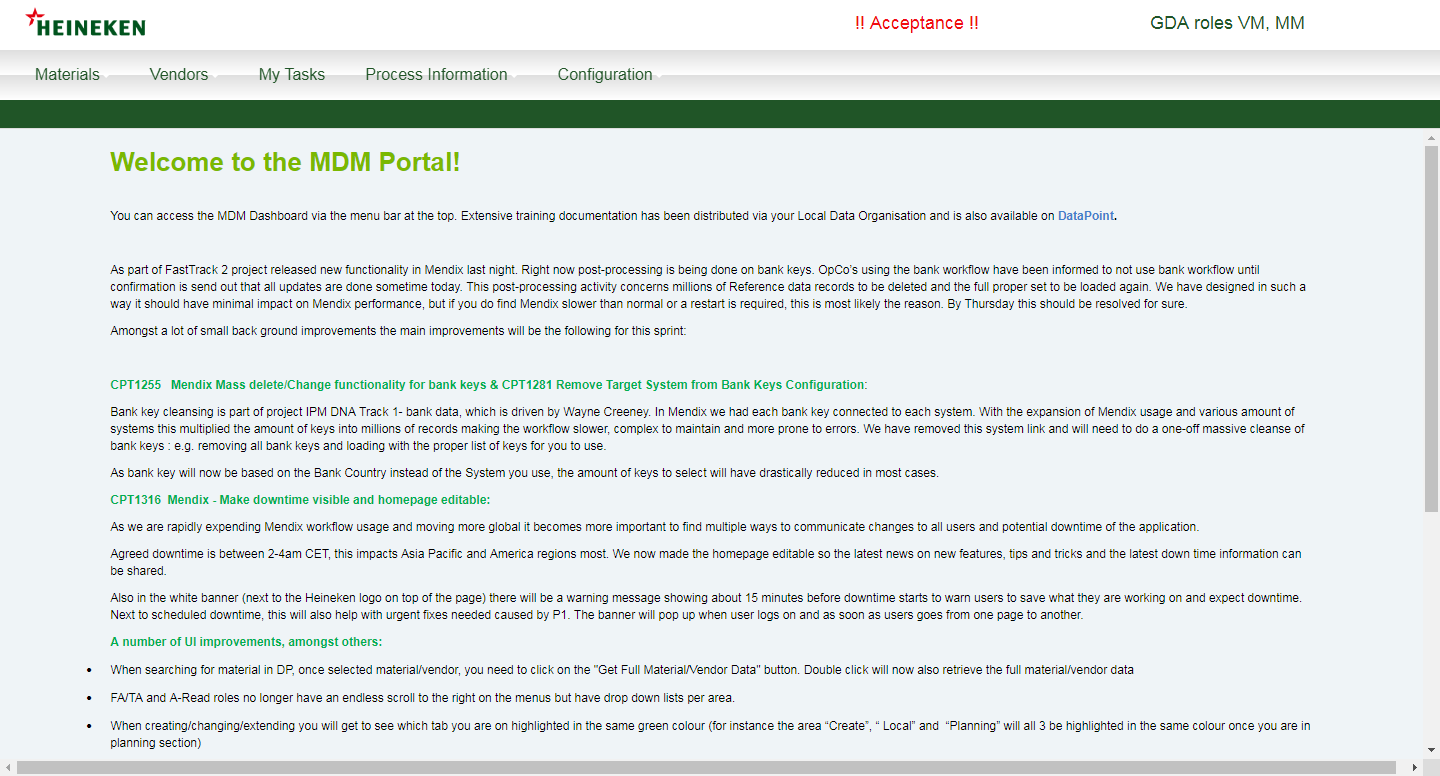 HEINEKEN
!! Acceptance !!
GDA roles VM, MM
Materials
Vendors
My Tasks
Process Information
Configuration
Welcome to the MDM Portal!
You can access the MDM Dashboard via the menu bar at the top. Extensive training documentation has been distributed via your Local Data Organisation and is also available on DataPoint.
As part of FastTrack 2 project released new functionality in Mendix last night. Right now post-processing is being done on bank keys. OpCo's using the bank workflow have been informed to not use bank workflow until
confirmation is send out that all updates are done sometime today. This post-processing activity concerns millions of Reference data records to be deleted and the full proper set to be loaded again. We have designed in such a
way it should have minimal impact on Mendix performance, but if you do find Mendix slower than normal or a restart is required, this is most likely the reason. By Thursday this should be resolved for sure.
Amongst a lot of small back ground improvements the main improvements will be the following for this sprint:
CPT1255   Mendix Mass delete/Change functionality for bank keys & CPT1281 Remove Target System from Bank Keys Configuration:
Bank key cleansing is part of project IPM DNA Track 1- bank data, which is driven by Wayne Creeney. In Mendix we had each bank key connected to each system. With the expansion of Mendix usage and various amount of
systems this multiplied the amount of keys into millions of records making the workflow slower, complex to maintain and more prone to errors. We have removed this system link and will need to do a one-off massive cleanse of
bank keys : e.g. removing all bank keys and loading with the proper list of keys for you to use.
As bank key will now be based on the Bank Country instead of the System you use, the amount of keys to select will have drastically reduced in most cases.
CPT1316  Mendix - Make downtime visible and homepage editable:
As we are rapidly expending Mendix workflow usage and moving more global it becomes more important to find multiple ways to communicate changes to all users and potential downtime of the application.
Agreed downtime is between 2-4am CET, this impacts Asia Pacific and America regions most. We now made the homepage editable so the latest news on new features, tips and tricks and the latest down time information can
be shared.
Also in the white banner (next to the Heineken logo on top of the page) there will be a warning message showing about 15 minutes before downtime starts to warn users to save what they are working on and expect downtime.
Next to scheduled downtime, this will also help with urgent fixes needed caused by P1. The banner will pop up when user logs on and as soon as users goes from one page to another.
A number of UI improvements, amongst others:
• When searching for material in DP, once selected material/vendor, you need to click on the "Get Full Material/Vendor Data" button. Double click will now also retrieve the full material/vendor data
• FA/TA and A-Read roles no longer have an endless scroll to the right on the menus but have drop down lists per area.
• When creating/changing/extending you will get to see which tab you are on highlighted in the same green colour (for instance the area “Create”, “ Local” and  “Planning” will all 3 be highlighted in the same colour once you are in
planning section)